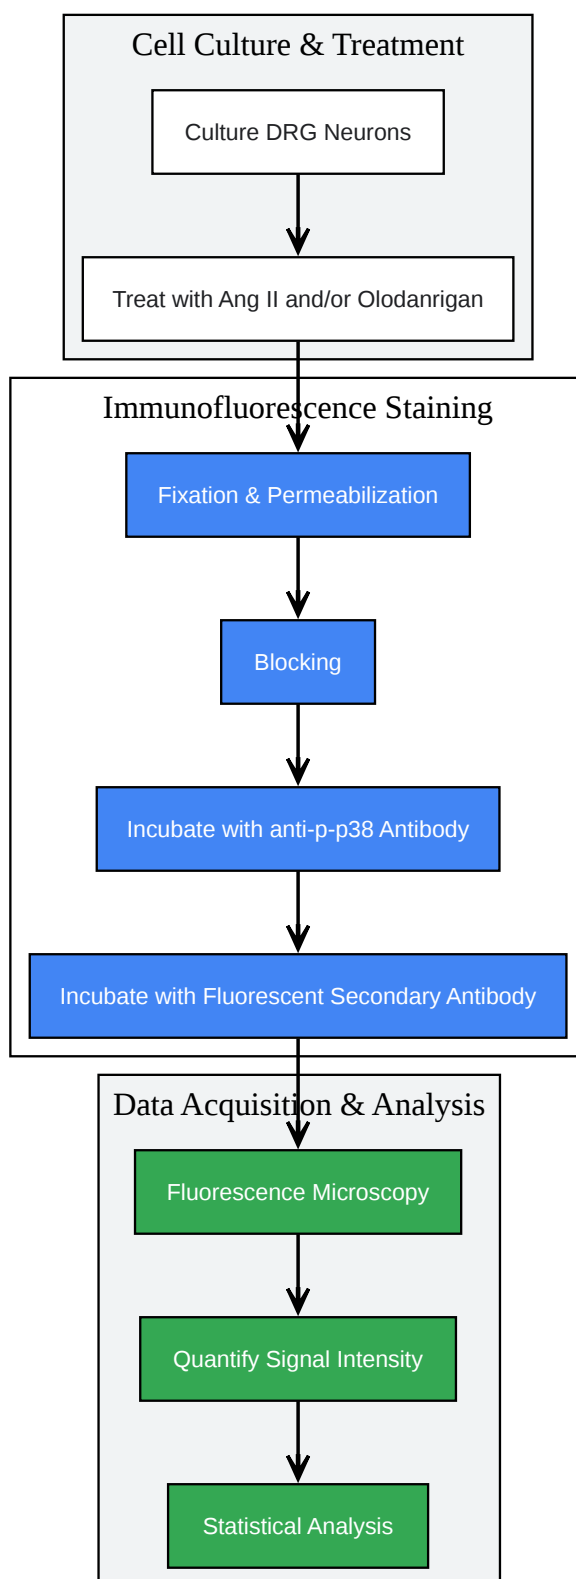 Cell Culture & Treatment
Culture DRG Neurons
Treat with Ang II and/or Olodanrigan
Immunofluorescence Staining
Fixation & Permeabilization
Blocking
Incubate with anti-p-p38 Antibody
Incubate with Fluorescent Secondary Antibody
Data Acquisition & Analysis
Fluorescence Microscopy
Quantify Signal Intensity
Statistical Analysis